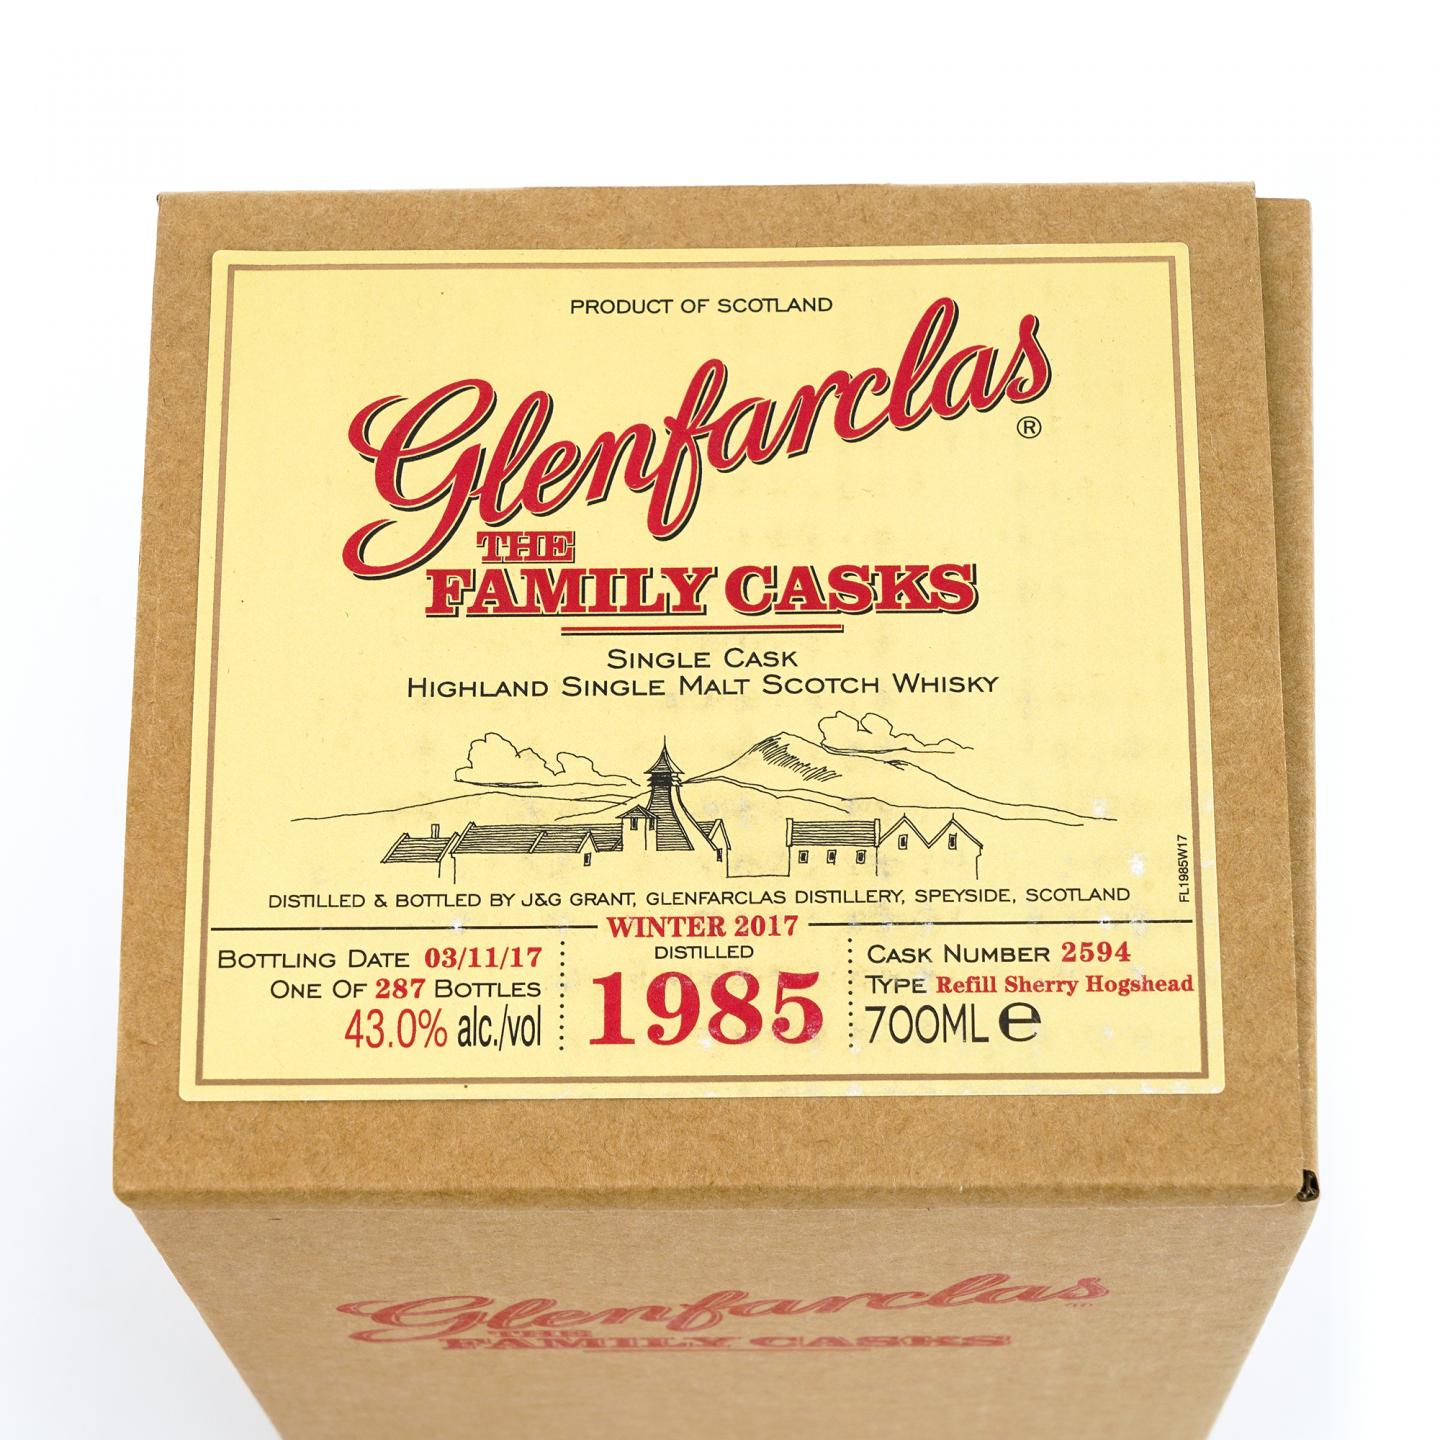 PRODUCT OF SCOTLAND
Glenfarclas®
THE
FAMILY CASKS
SINGLE CASK
HIGHLAND SINGLE MALT SCOTCH WHISKY
FL1985W17
DISTILLED & BOTTLED BY J&G GRANT, GLENFARCLAS DISTILLERY, SPEYSIDE, SCOTLAND
WINTER 2017
BOTTLING DATE 03/11/17
ONE OF 287 BOTTLES
43.0% alc./vol
DISTILLED
1985
CASK NUMBER 2594
TYPE Refill Sherry Hogshead
700ML e
Glenfarclas
THE
FAMILY CASKS